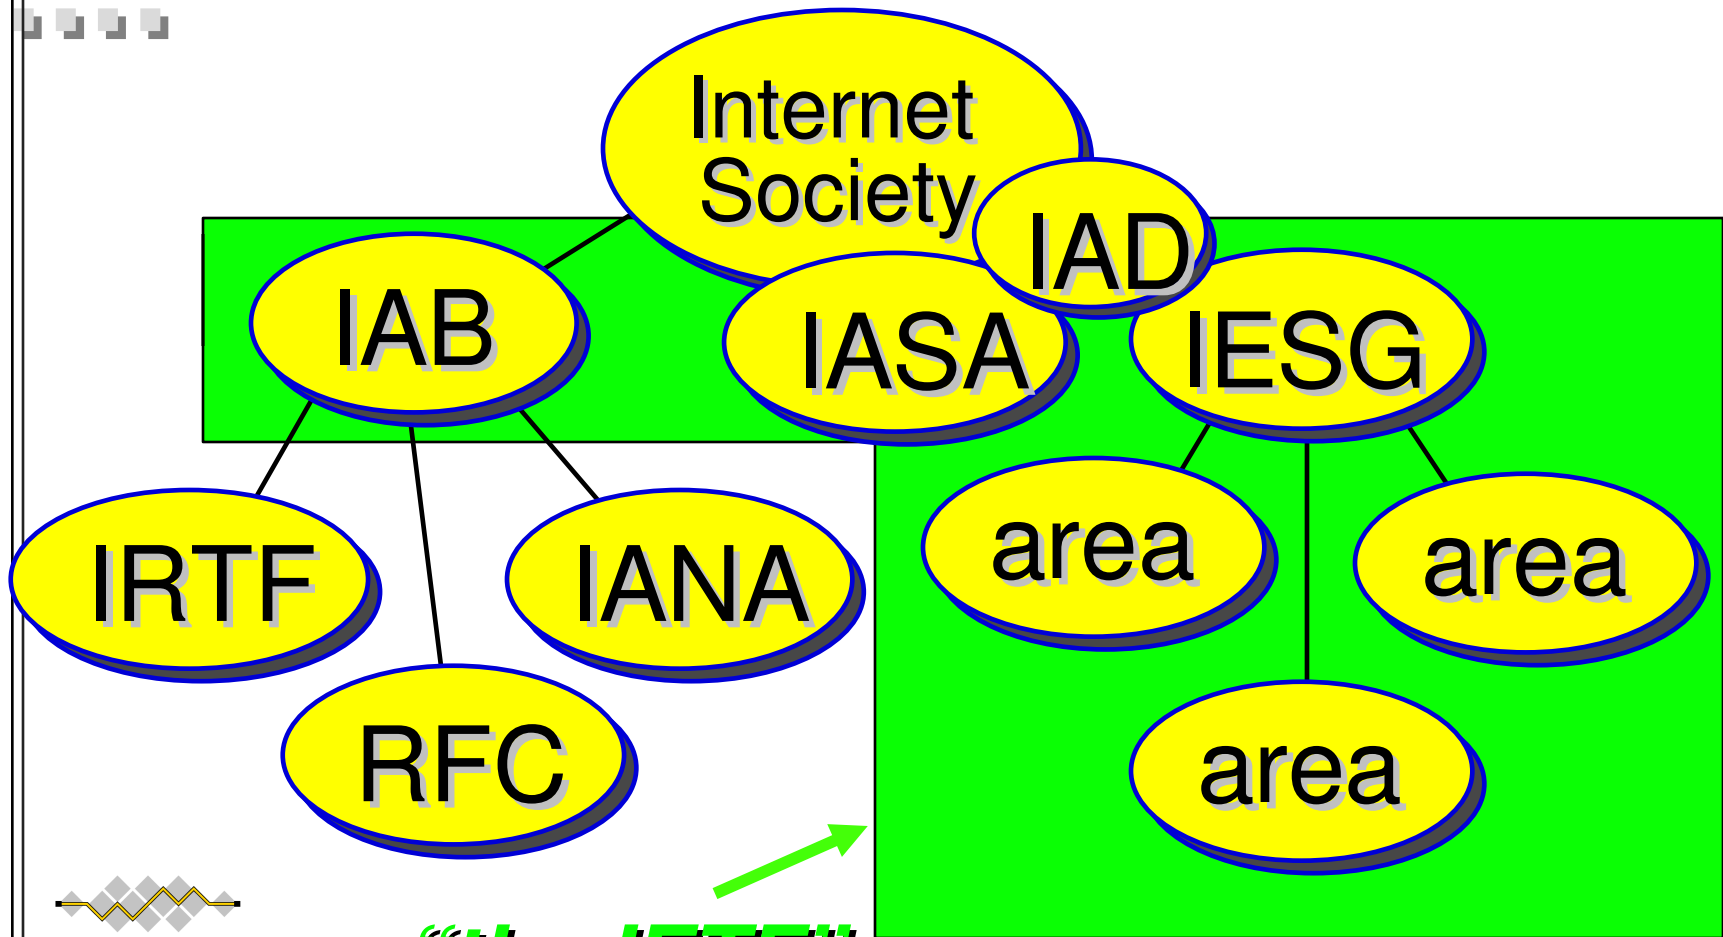 Internet
Society
IAD
IAB
IASA
IESG
IRTF
IANA
area
area
RFC
area